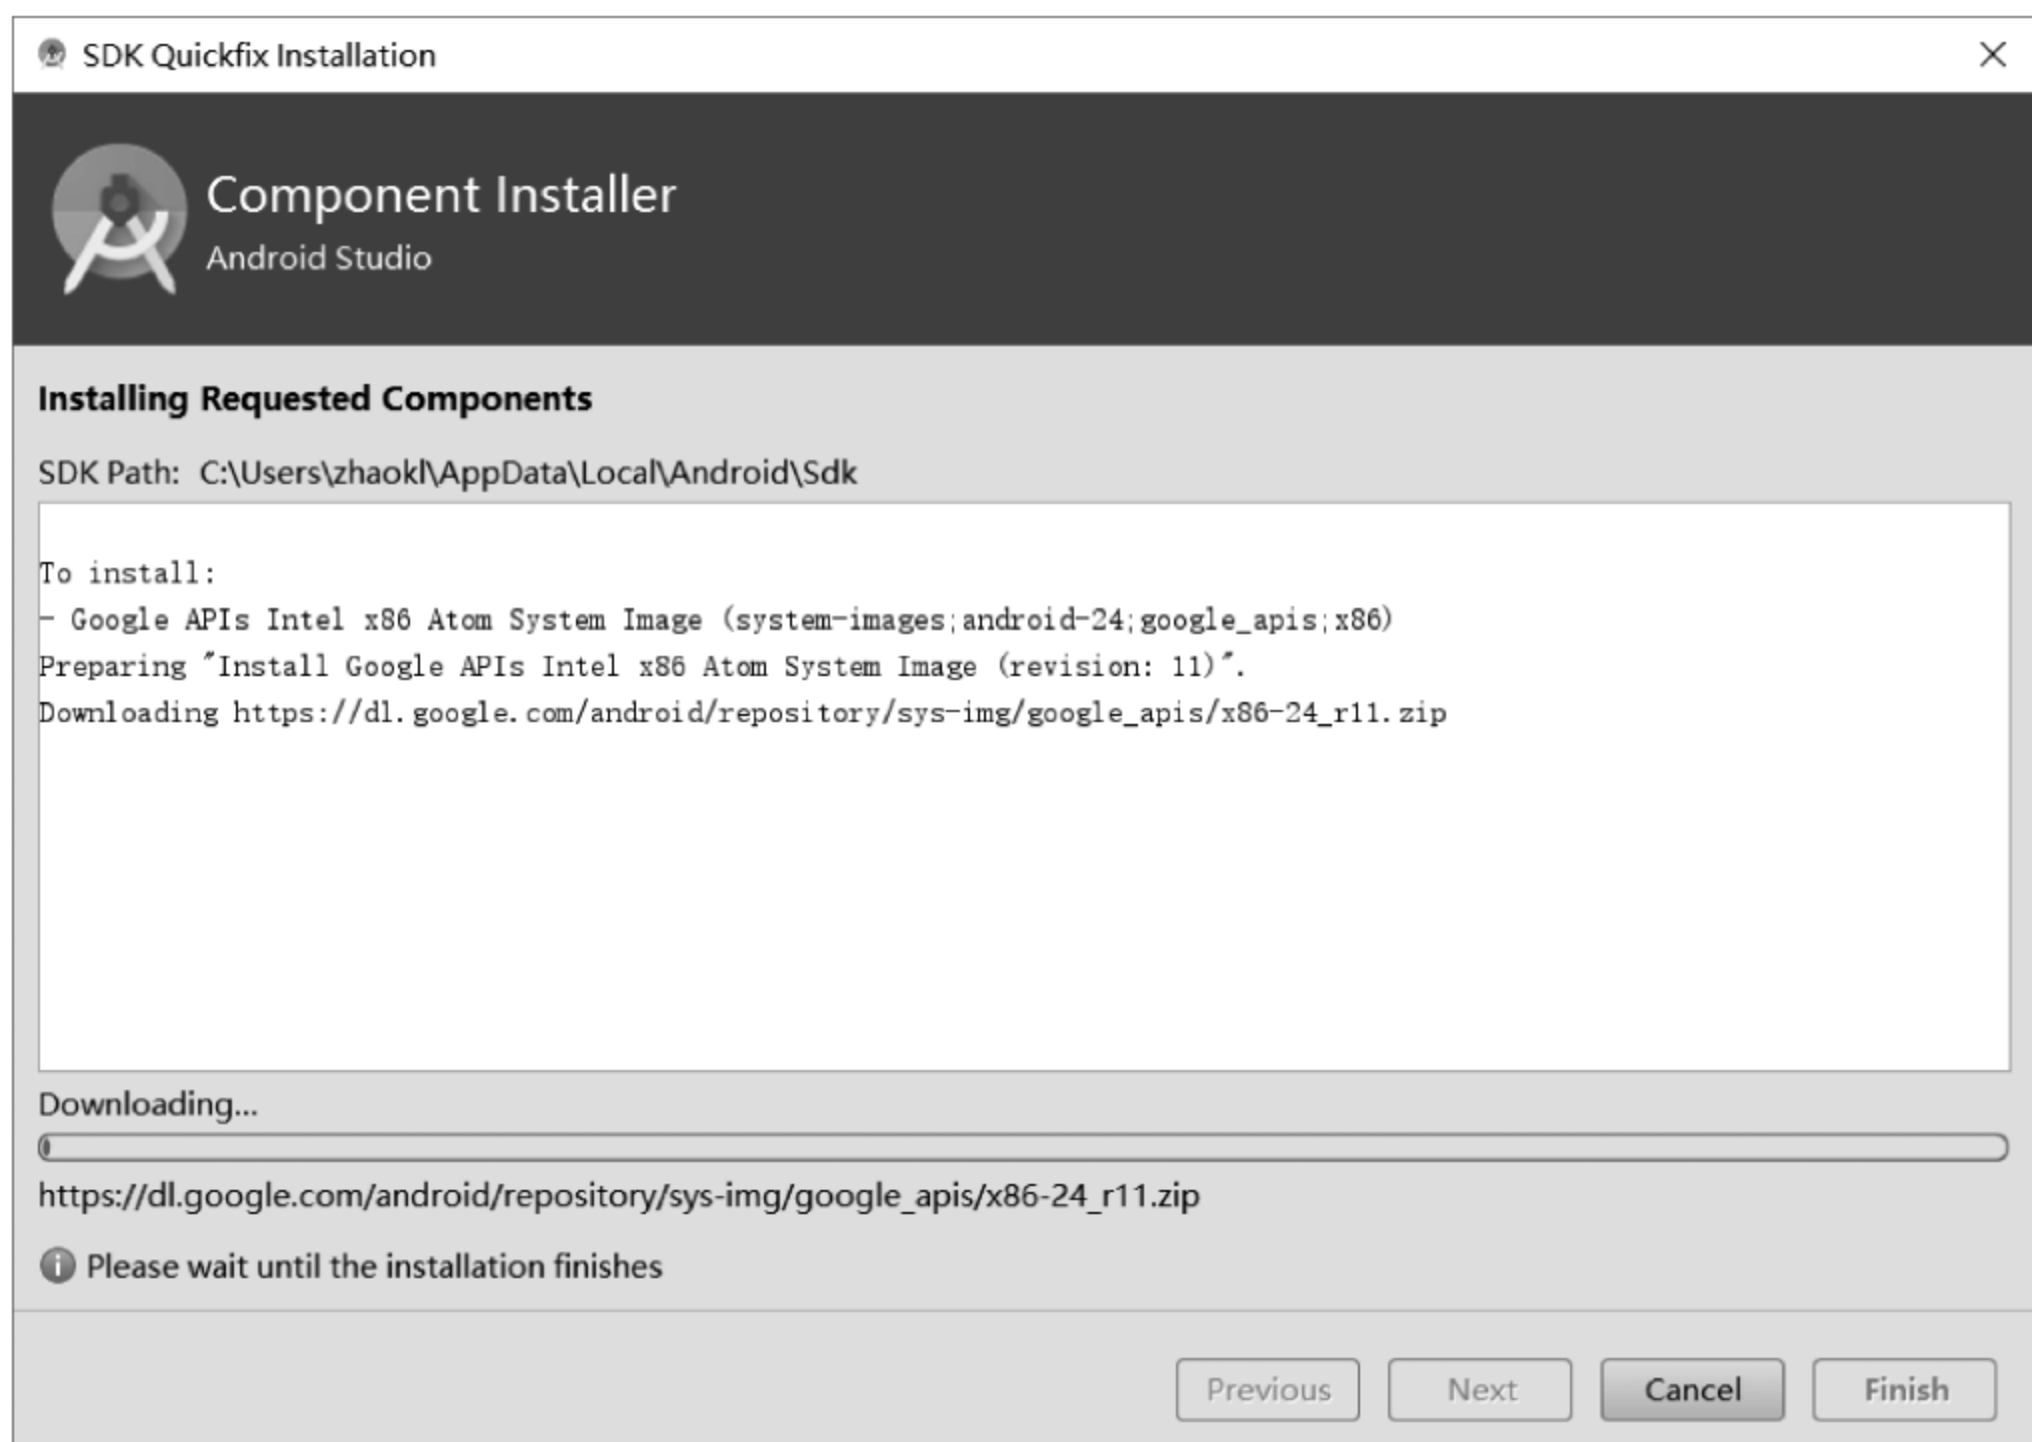 SDK Quickfix Installation
Component Installer
Android Studio
Installing Requested Components
SDK Path: C:\Users\zhaokl\AppData\Local\Android\Sdk
To install:
- Google APIs Intel x86 Atom System Image (system-images;android-24;google_apis;x86)
Preparing "Install Google APIs Intel x86 Atom System Image (revision: 11)".
Downloading https://dl.google.com/android/repository/sys-img/google_apis/x86-24_r11.zip
Downloading...
https://dl.google.com/android/repository/sys-img/google_apis/x86-24_r11.zip
Please wait until the installation finishes
Previous Next Cancel Finish